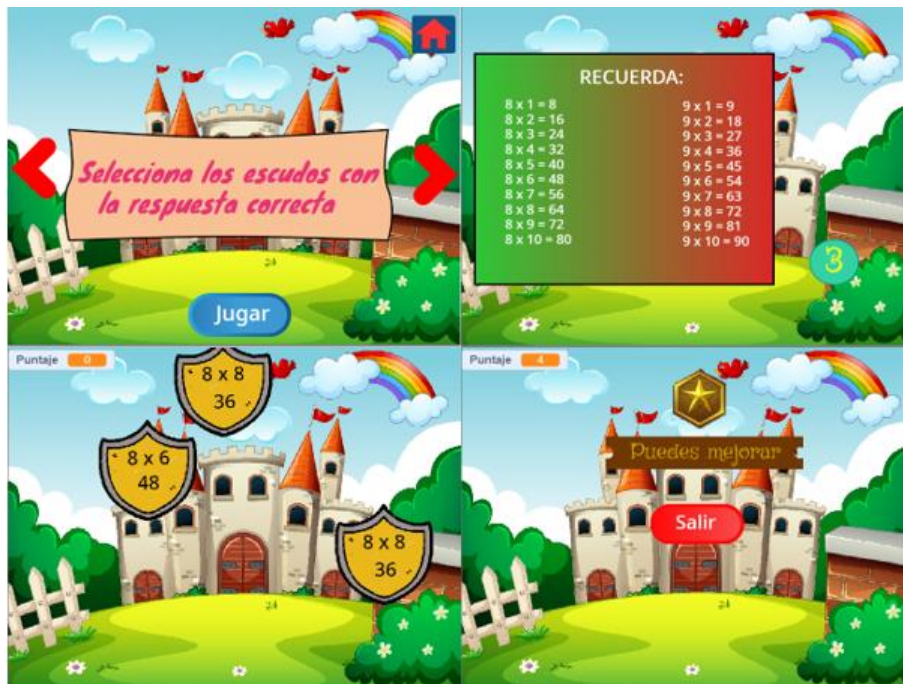 Selecciona los escudos con
la respuesta correcta
Jugar
RECUERDA:
8 x 1 = 8
8 x 2 = 16
8 x 3 = 24
8 x 4 = 32
8 x 5 = 40
8 x 6 = 48
8 x 7 = 56
8 x 8 = 64
8 x 9 = 72
8 x 10 = 80
9 x 1 = 9
9 x 2 = 18
9 x 3 = 27
9 x 4 = 36
9 x 5 = 45
9 x 6 = 54
9 x 7 = 63
9 x 8 = 72
9 x 9 = 81
9 x 10 = 90
3
Puntaje 0
8 x 8
36
8 x 6
48
8 x 8
36
Puntaje 4
Puedes mejorar
Salir